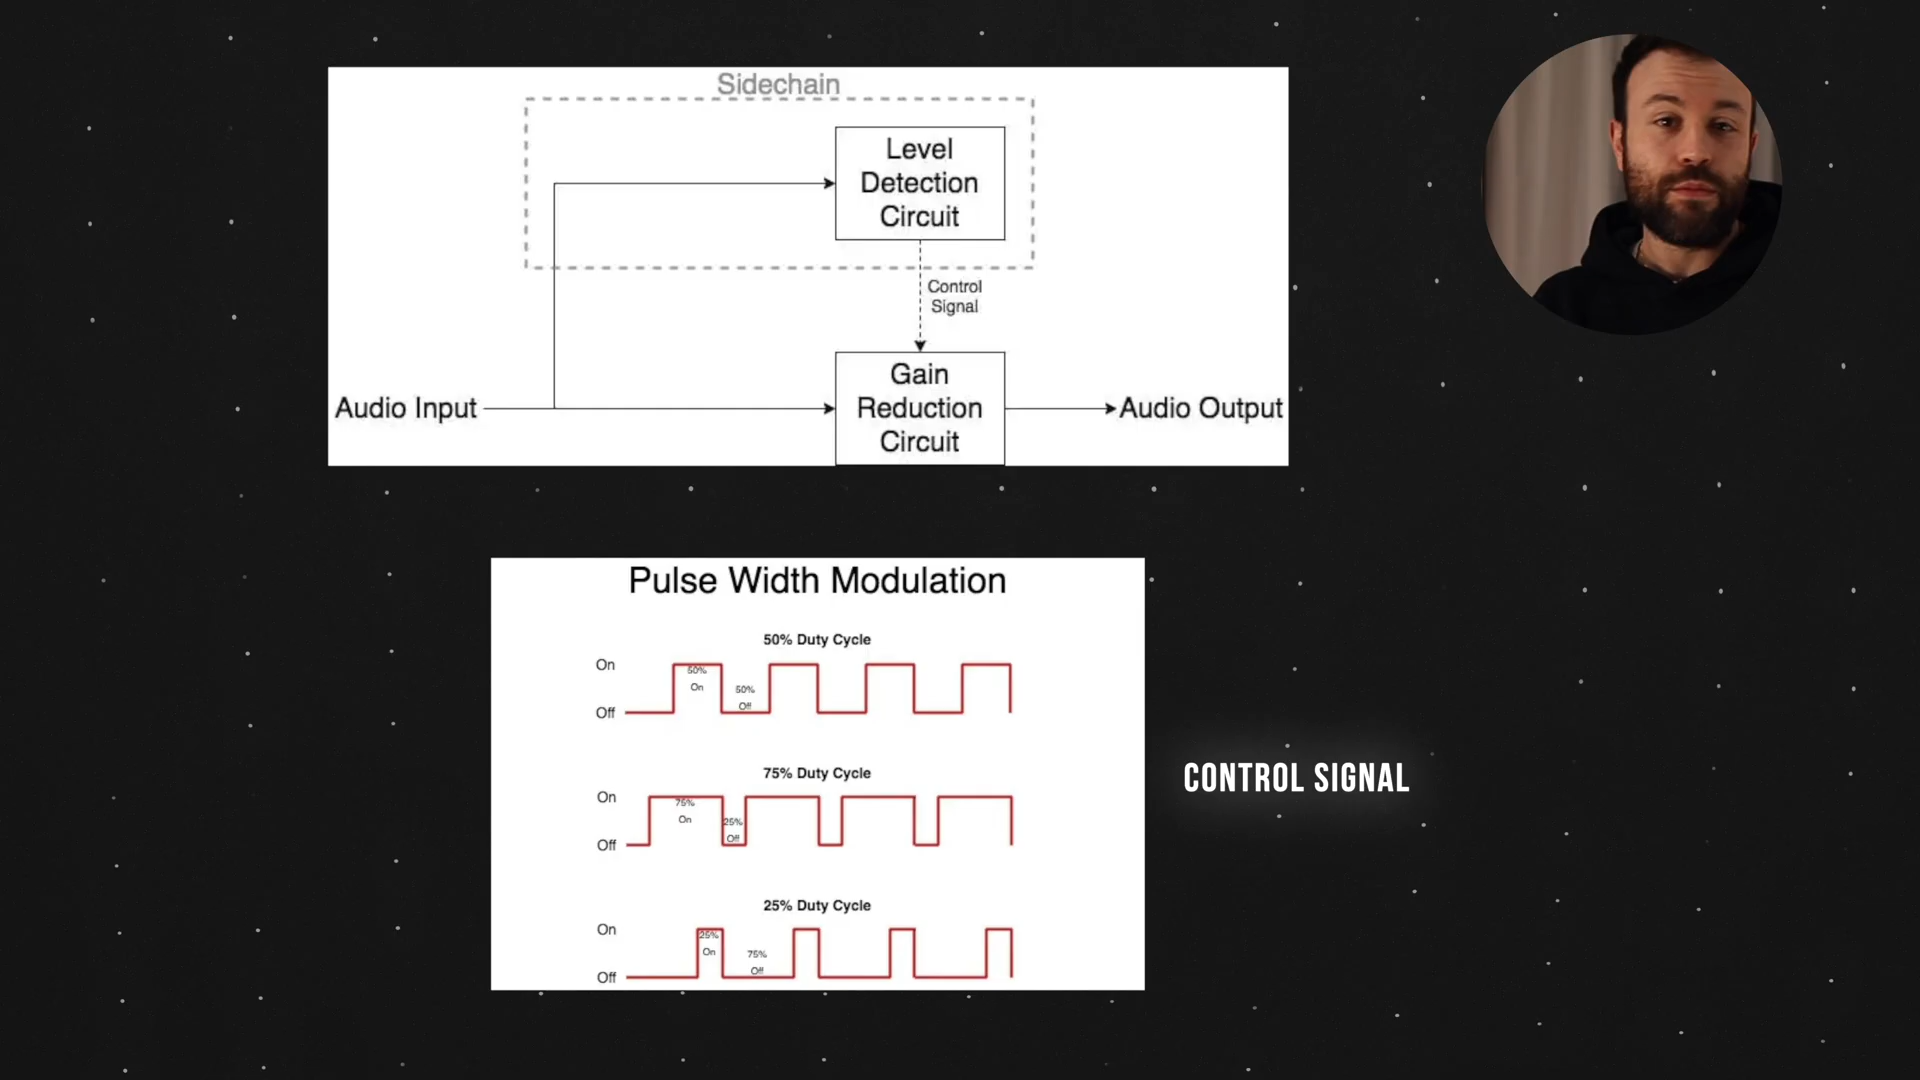 Sidechain
Level
Detection
Circuit
Control
Signal
Audio Input
Gain
Reduction
Circuit
Audio Output
Pulse Width Modulation
50% Duty Cycle
On
50%
On
50%
Off
Off
75% Duty Cycle
On
75%
On
25%
Off
Off
CONTROL SIGNAL
25% Duty Cycle
On
25%
On
75%
Off
Off